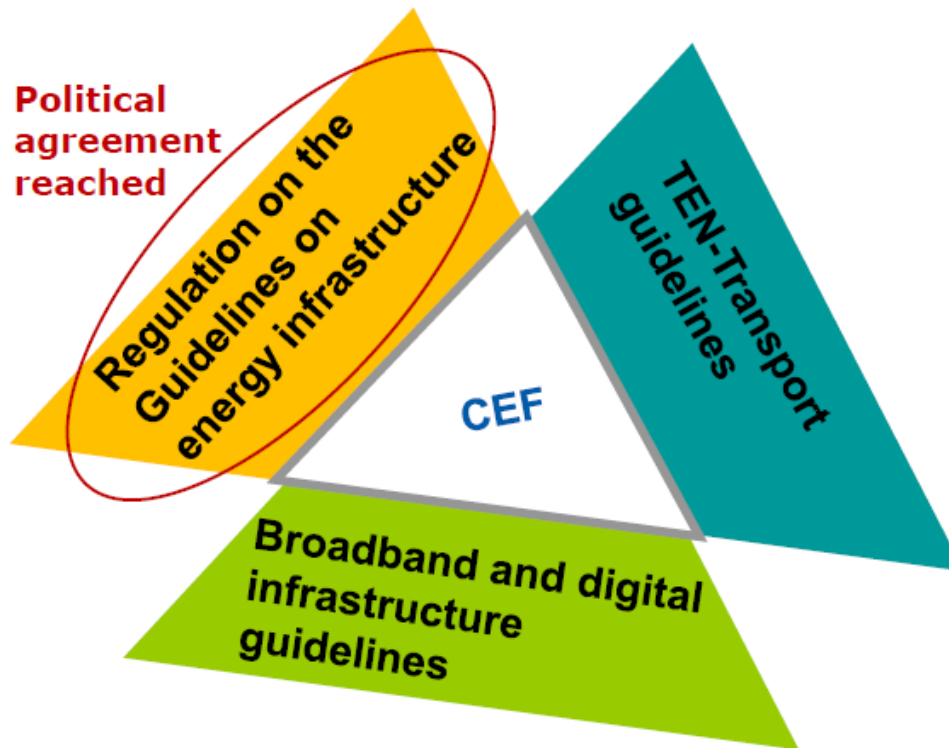 Political
agreement
reached
Regulation on the
Guidelines on
energy infrastructure
TEN-Transport
guidelines
CEF
Broadband and digital
infrastructure
guidelines